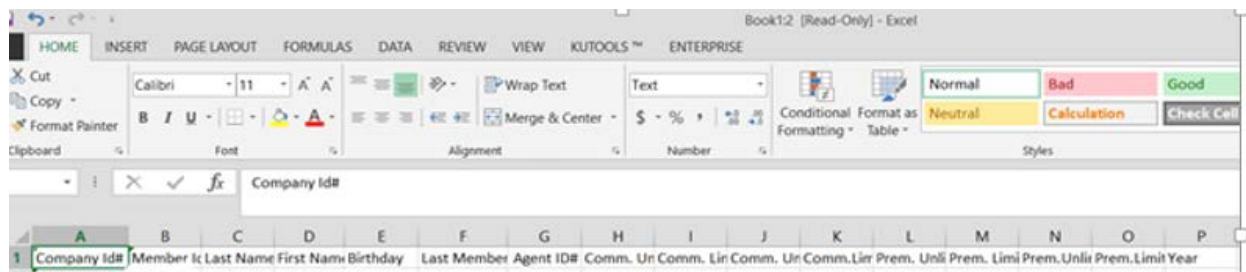 Book1:2 [Read-Only] - Excel
HOME INSERT PAGE LAYOUT FORMULAS DATA REVIEW VIEW KUTOOLS ™ ENTERPRISE
Cut
Copy
Format Painter
Calibri 11 A A
B I U A
Wrap Text
Merge & Center
Text
$ % ,
Conditional Formatting
Format as Table
Normal Bad Good
Neutral Calculation Check Cell
Clipboard Font Alignment Number Styles
fx Company Id#
A B C D E F G H I J K L M N O P
1 Company Id# Member Ic Last Name First Name Birthday Last Member Agent ID# Comm. Un Comm. Lin Comm. Un Comm.Lim Prem. Unli Prem. Limi Prem.Unli Prem.Limit Year